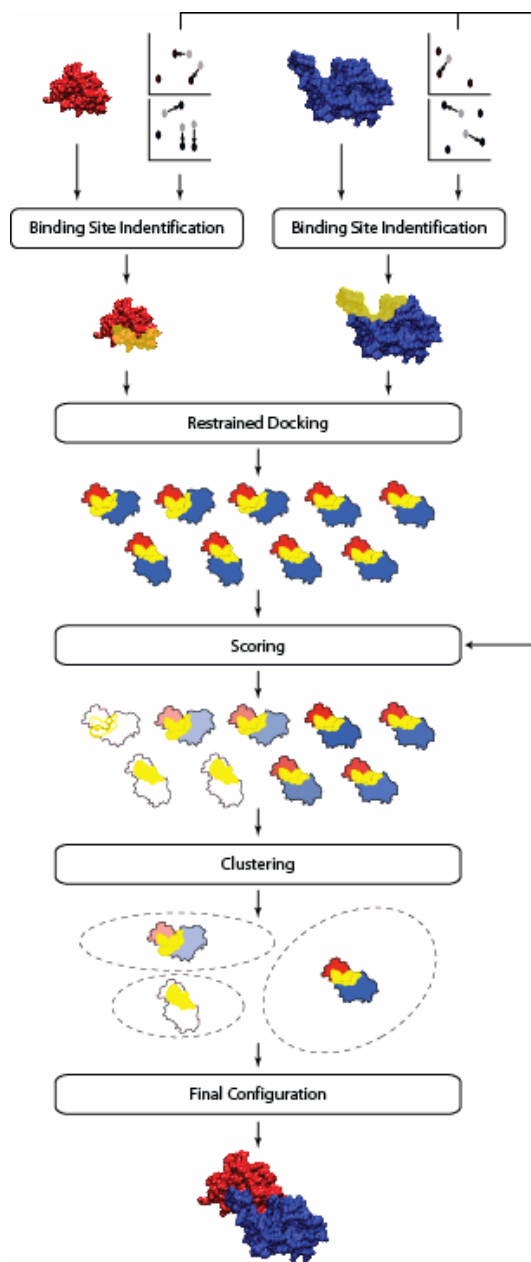 Binding Site Indentification
Binding Site Indentification
Restrained Docking
Scoring
Clustering
Final Configuration